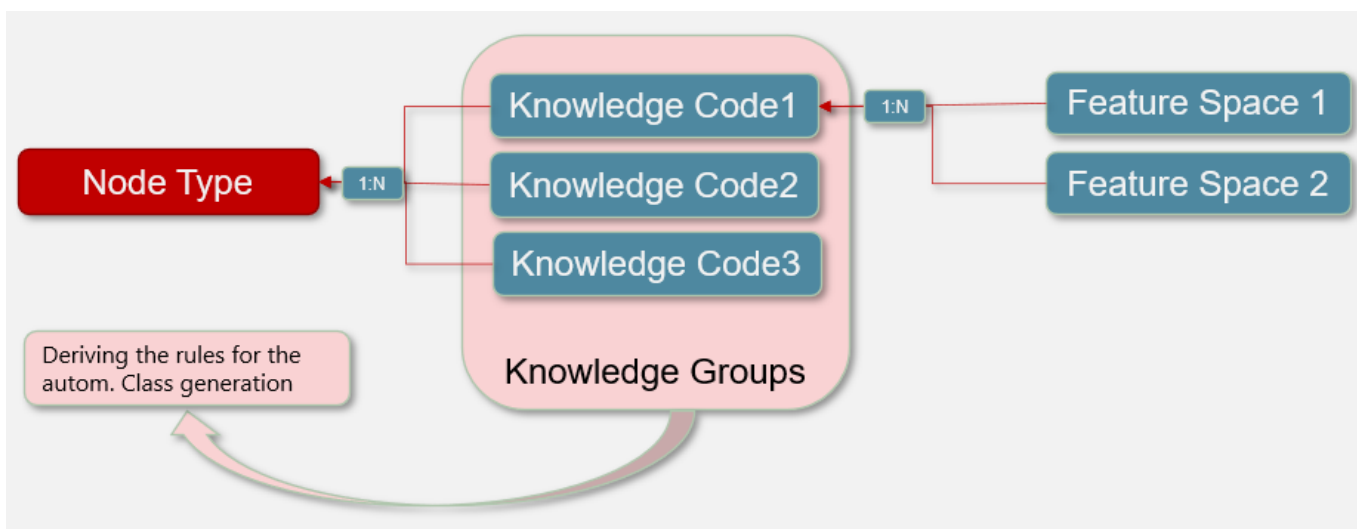 Knowledge Code1
1:N
Feature Space 1
Node Type
1:N
Knowledge Code2
Feature Space 2
Knowledge Code3
Deriving the rules for the
autom. Class generation
Knowledge Groups